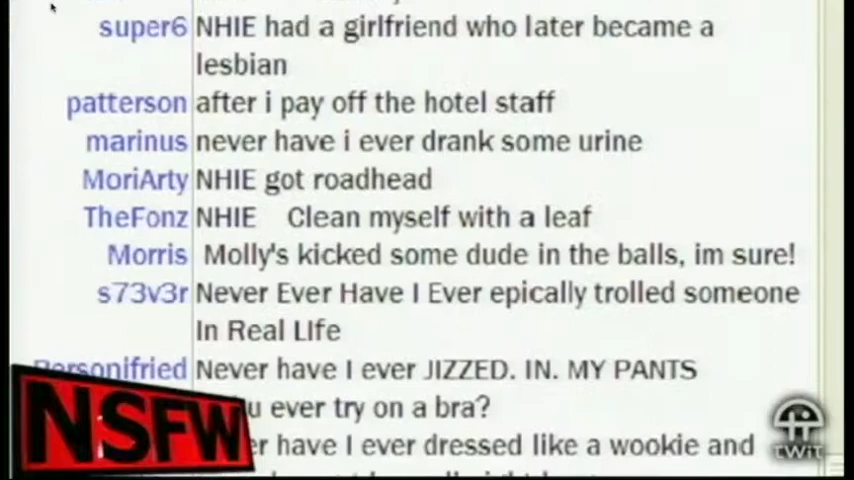 super6 NHIE had a girlfriend who later became a
lesbian
patterson after i pay off the hotel staff
marinus never have i ever drank some urine
MoriArty NHIE got roadhead
TheFonz NHIE Clean myself with a leaf
Morris Molly's kicked some dude in the balls, im sure!
s73v3r Never Ever Have I Ever epically trolled someone
In Real LIfe
Personifried Never have I ever JIZZED. IN. MY PANTS
u ever try on a bra?
er have I ever dressed like a wookie and
NSFW
TWiT